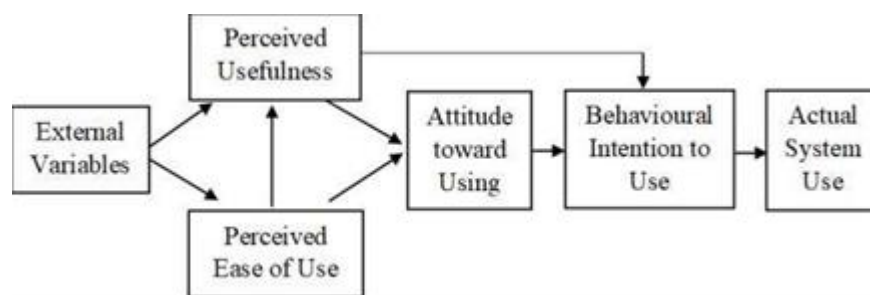 Perceived
Usefulness
External
Variables
Attitude
toward
Using
Behavioural
Intention to
Use
Actual
System
Use
Perceived
Ease of Use